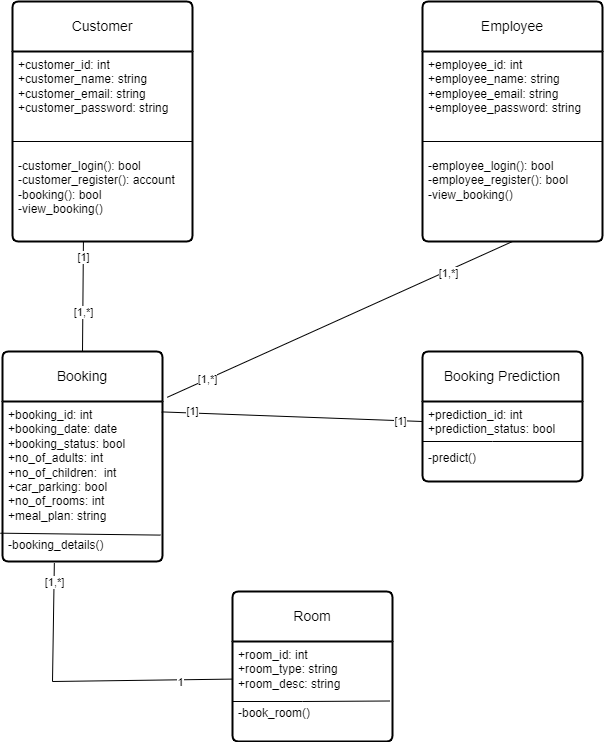 Customer
+customer_id: int
+customer_name: string
+customer_email: string
+customer_password: string
-customer_login(): bool
-customer_register(): account
-booking(): bool
-view_booking()
Employee
+employee_id: int
+employee_name: string
+employee_email: string
+employee_password: string
-employee_login(): bool
-employee_register(): bool
-view_booking()
[1]
[1,*]
[1,*]
[1,*]
Booking
+booking_id: int
+booking_date: date
+booking_status: bool
+no_of_adults: int
+no_of_children:  int
+car_parking: bool
+no_of_rooms: int
+meal_plan: string
-booking_details()
[1]
[1]
Booking Prediction
+prediction_id: int
+prediction_status: bool
-predict()
[1,*]
1
Room
+room_id: int
+room_type: string
+room_desc: string
-book_room()